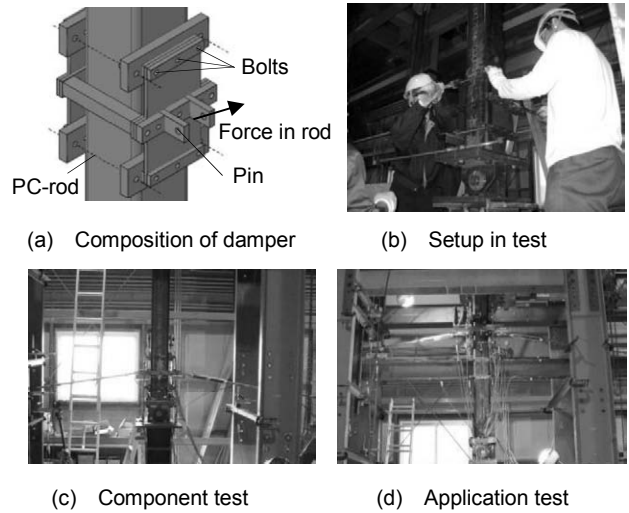 Bolts
Force in rod
Pin
PC-rod
(a) Composition of damper
(b) Setup in test
(c) Component test
(d) Application test